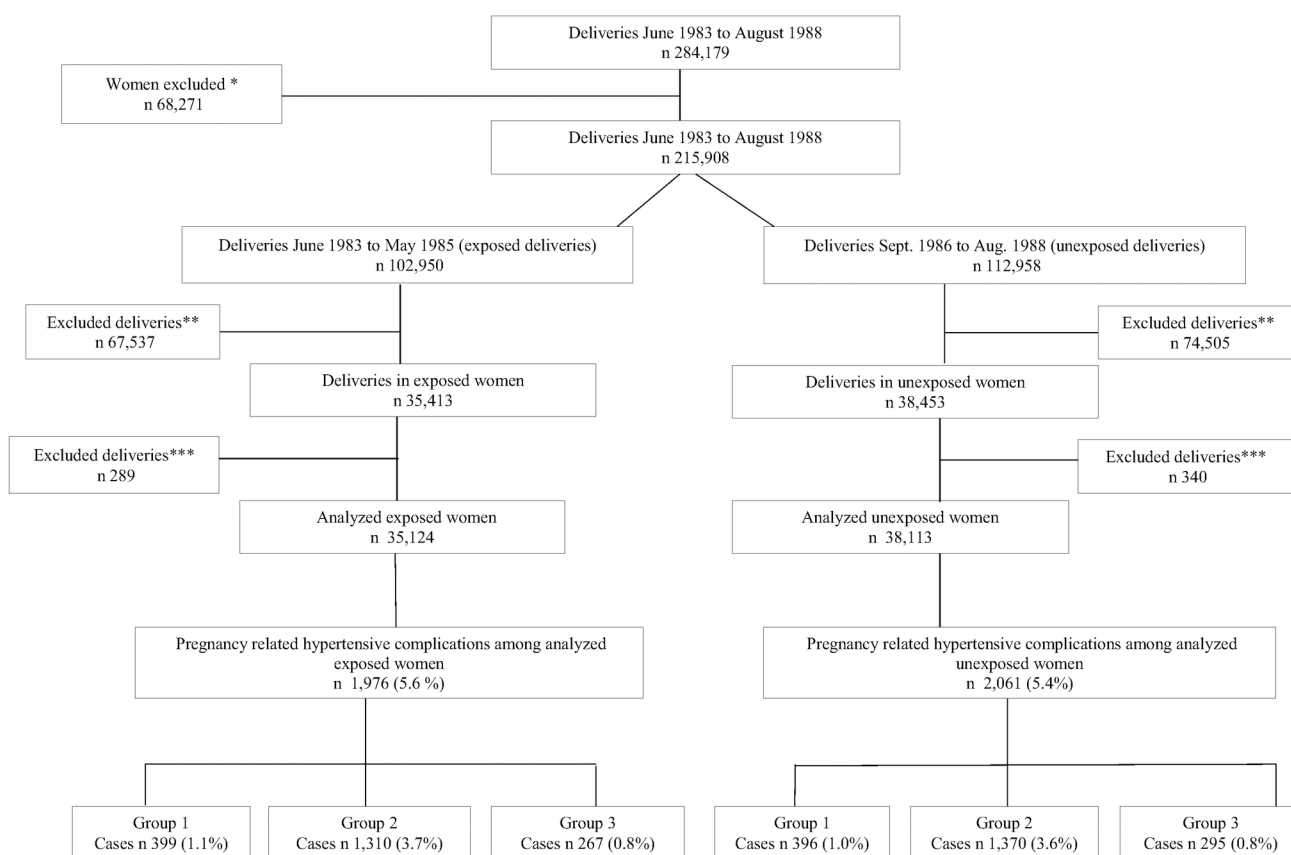 Deliveries June 1983 to August 1988
n 284,179
Women excluded *
n 68,271
Deliveries June 1983 to August 1988
n 215,908
Deliveries June 1983 to May 1985 (exposed deliveries)
n 102,950
Deliveries Sept. 1986 to Aug. 1988 (unexposed deliveries)
n 112,958
Excluded deliveries**
n 67,537
Excluded deliveries**
n 74,505
Deliveries in exposed women
n 35,413
Deliveries in unexposed women
n 38,453
Excluded deliveries***
n 289
Excluded deliveries***
n 340
Analyzed exposed women
n 35,124
Analyzed unexposed women
n 38,113
Pregnancy related hypertensive complications among analyzed
exposed women
n 1,976 (5.6 %)
Pregnancy related hypertensive complications among analyzed
unexposed women
n 2,061 (5.4%)
Group 1
Cases n 399 (1.1%)
Group 2
Cases n 1,310 (3.7%)
Group 3
Cases n 267 (0.8%)
Group 1
Cases n 396 (1.0%)
Group 2
Cases n 1,370 (3.6%)
Group 3
Cases n 295 (0.8%)